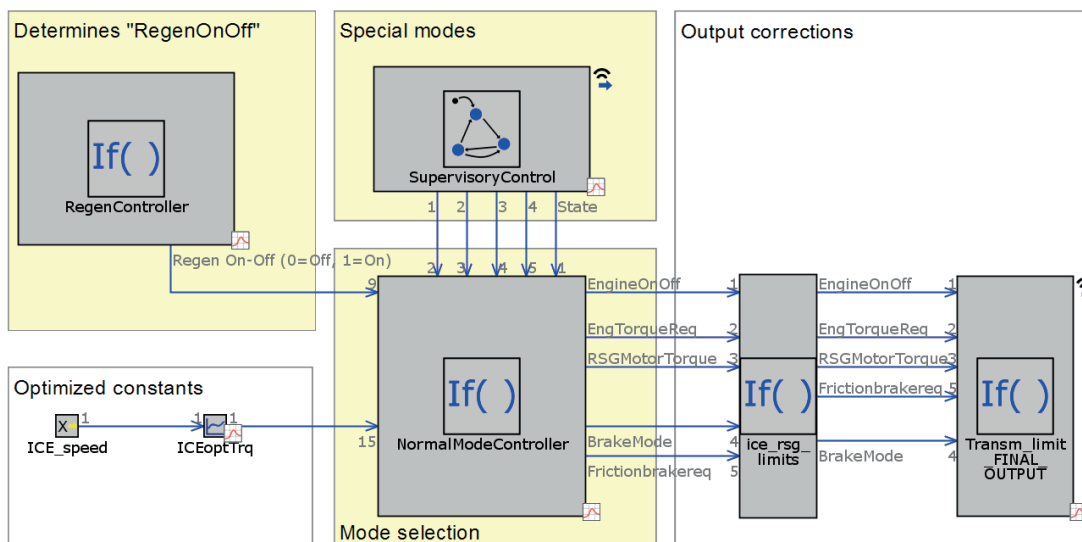 Determines "RegenOnOff"
If( )
RegenController
Regen On-Off (0=Off, 1=On)
Special modes
SupervisoryControl
1 2 3 4 State
Optimized constants
1 1 1
ICE_speed ICEoptTrq
2 3 4 5 1
9
15
If( )
NormalModeController
Mode selection
EngineOnOff 1
EngTorqueReq 2
RSGMotorTorque 3
BrakeMode 4
Frictionbrakereq 5
Output corrections
If( )
ice_rsg_
limits
EngineOnOff 1
EngTorqueReq 2
RSGMotorTorque 3
Frictionbrakereq 5
BrakeMode 4
If( )
Transm_limit
_FINAL_
OUTPUT